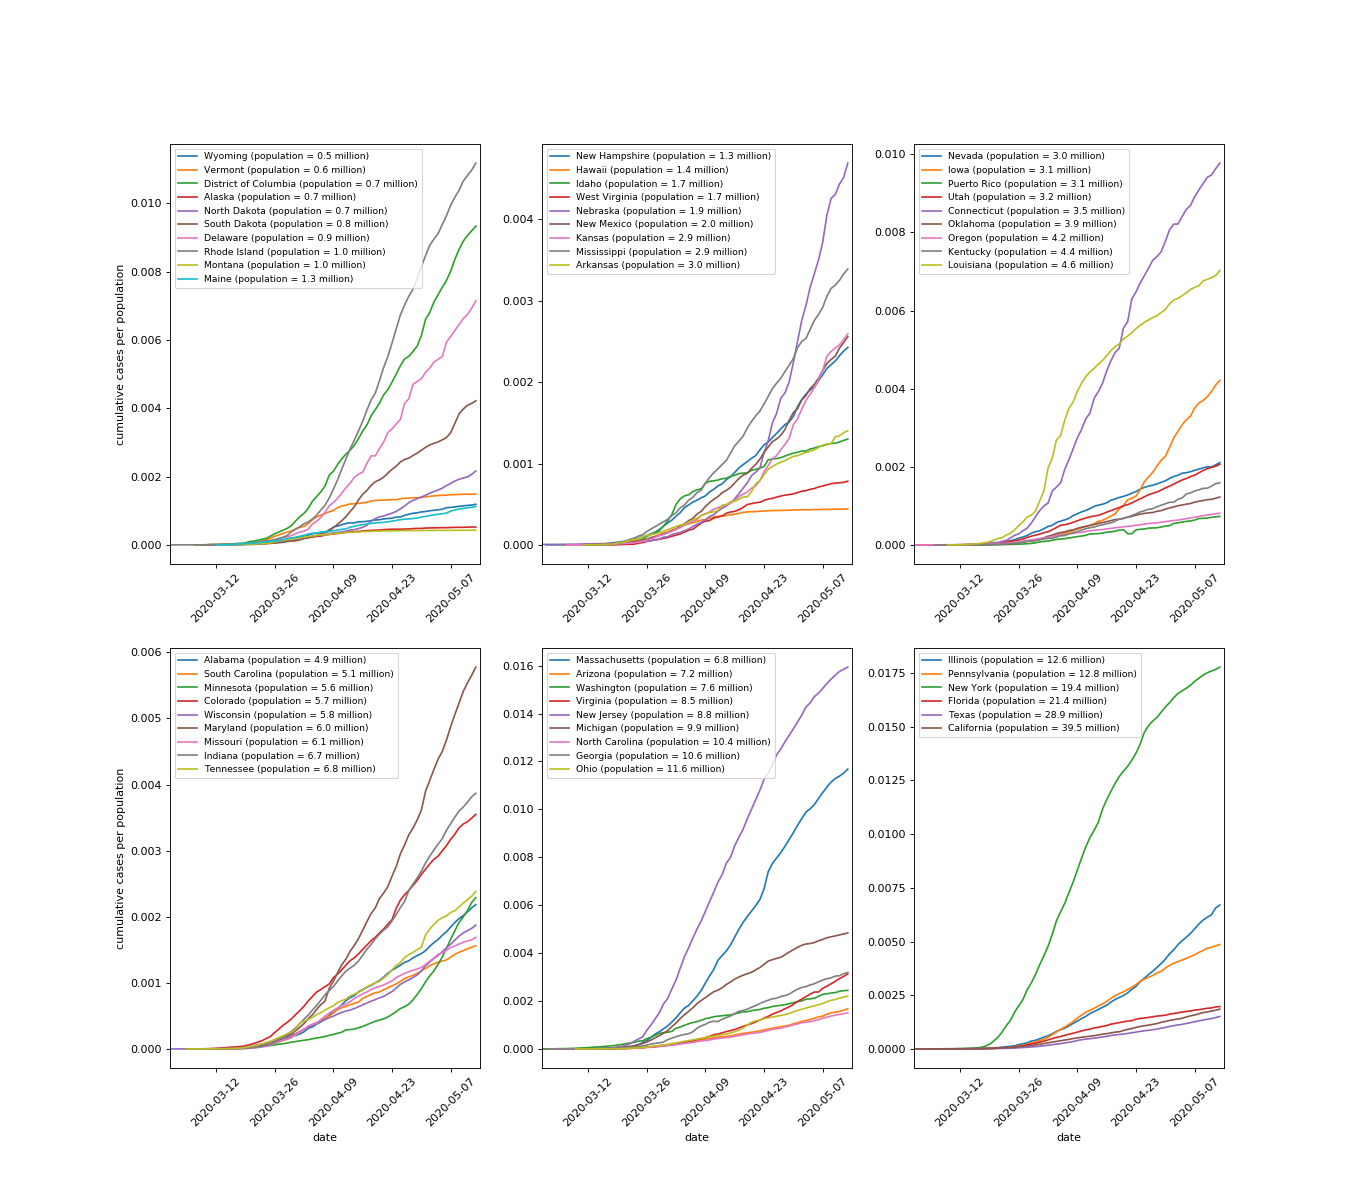 Wyoming (population = 0.5 million)
Vermont (population = 0.6 million)
District of Columbia (population = 0.7 million)
Alaska (population = 0.7 million)
North Dakota (population = 0.7 million)
South Dakota (population = 0.8 million)
Delaware (population = 0.9 million)
Rhode Island (population = 1.0 million)
Montana (population = 1.0 million)
Maine (population = 1.3 million)
0.010
0.008
0.006
0.004
0.002
0.000
cumulative cases per population
2020-03-12
2020-03-26
2020-04-09
2020-04-23
2020-05-07
New Hampshire (population = 1.3 million)
Hawaii (population = 1.4 million)
Idaho (population = 1.7 million)
West Virginia (population = 1.7 million)
Nebraska (population = 1.9 million)
New Mexico (population = 2.0 million)
Kansas (population = 2.9 million)
Mississippi (population = 2.9 million)
Arkansas (population = 3.0 million)
0.004
0.003
0.002
0.001
0.000
2020-03-12
2020-03-26
2020-04-09
2020-04-23
2020-05-07
Nevada (population = 3.0 million)
Iowa (population = 3.1 million)
Puerto Rico (population = 3.1 million)
Utah (population = 3.2 million)
Connecticut (population = 3.5 million)
Oklahoma (population = 3.9 million)
Oregon (population = 4.2 million)
Kentucky (population = 4.4 million)
Louisiana (population = 4.6 million)
0.010
0.008
0.006
0.004
0.002
0.000
2020-03-12
2020-03-26
2020-04-09
2020-04-23
2020-05-07
Alabama (population = 4.9 million)
South Carolina (population = 5.1 million)
Minnesota (population = 5.6 million)
Colorado (population = 5.7 million)
Wisconsin (population = 5.8 million)
Maryland (population = 6.0 million)
Missouri (population = 6.1 million)
Indiana (population = 6.7 million)
Tennessee (population = 6.8 million)
0.006
0.005
0.004
0.003
0.002
0.001
0.000
cumulative cases per population
2020-03-12
2020-03-26
2020-04-09
2020-04-23
2020-05-07
date
Massachusetts (population = 6.8 million)
Arizona (population = 7.2 million)
Washington (population = 7.6 million)
Virginia (population = 8.5 million)
New Jersey (population = 8.8 million)
Michigan (population = 9.9 million)
North Carolina (population = 10.4 million)
Georgia (population = 10.6 million)
Ohio (population = 11.6 million)
0.016
0.014
0.012
0.010
0.008
0.006
0.004
0.002
0.000
2020-03-12
2020-03-26
2020-04-09
2020-04-23
2020-05-07
date
Illinois (population = 12.6 million)
Pennsylvania (population = 12.8 million)
New York (population = 19.4 million)
Florida (population = 21.4 million)
Texas (population = 28.9 million)
California (population = 39.5 million)
0.0175
0.0150
0.0125
0.0100
0.0075
0.0050
0.0025
0.0000
2020-03-12
2020-03-26
2020-04-09
2020-04-23
2020-05-07
date